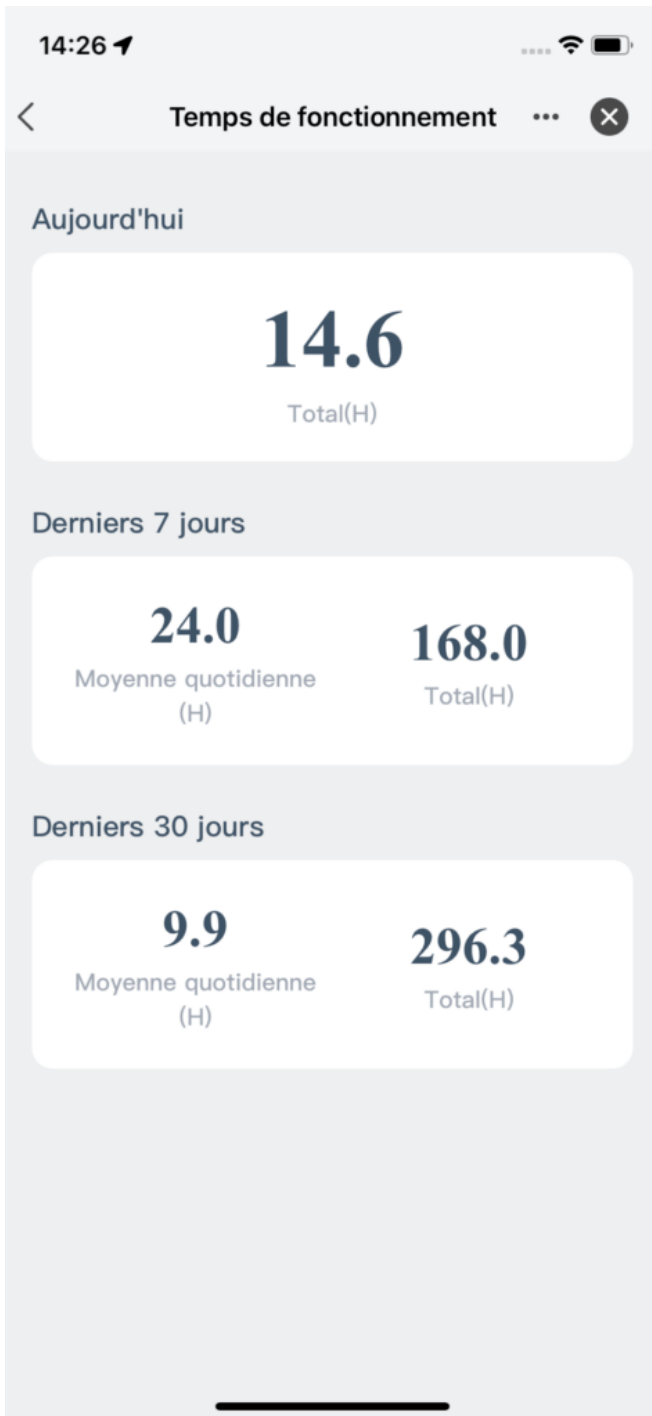 14:26
Temps de fonctionnement
Aujourd'hui
14.6
Total(H)
Derniers 7 jours
24.0
Moyenne quotidienne
(H)
168.0
Total(H)
Derniers 30 jours
9.9
Moyenne quotidienne
(H)
296.3
Total(H)